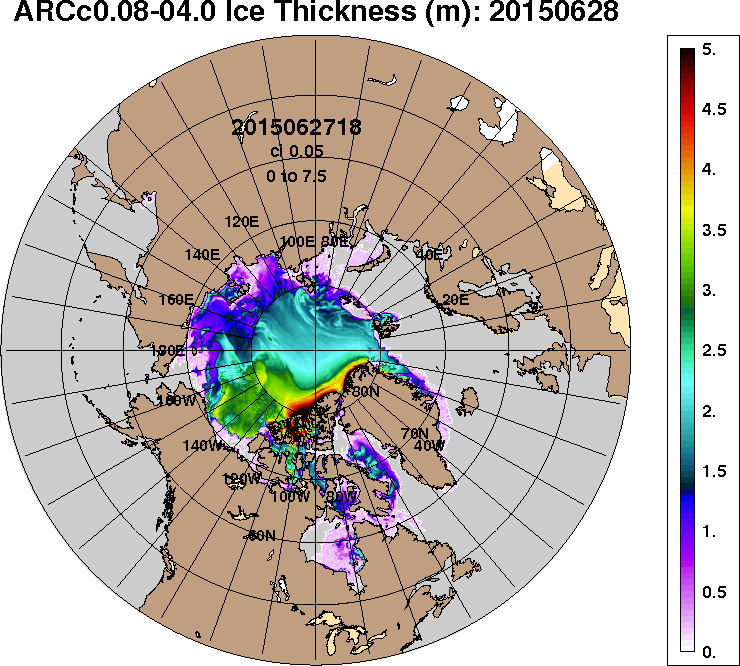 ARCc0.08-04.0 Ice Thickness (m): 20150628
2015062718
ci 0.05
0 to 7.5
120E
100E 80E
140E
40E
160E
20E
180E
160W
80N
70N
140W
40W
120W
100W
80W
60N
5.
4.5
4.
3.5
3.
2.5
2.
1.5
1.
0.5
0.